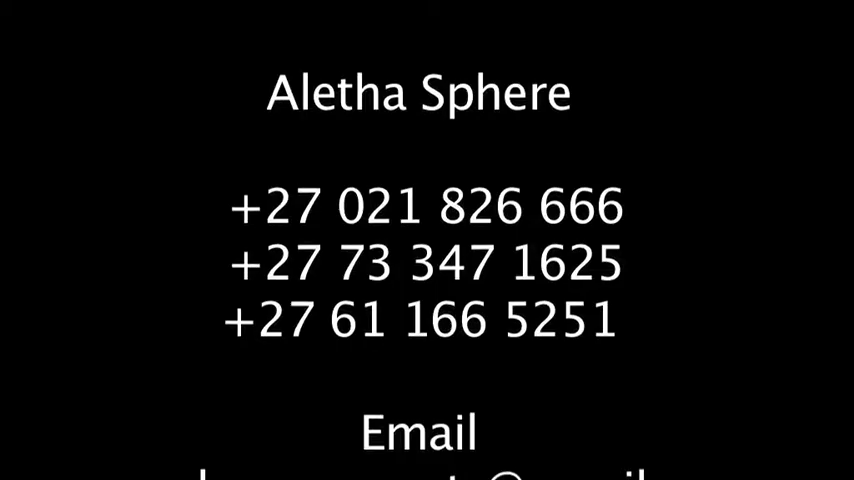 Aletha Sphere
+27 021 826 666
+27 73 347 1625
+27 61 166 5251
Email